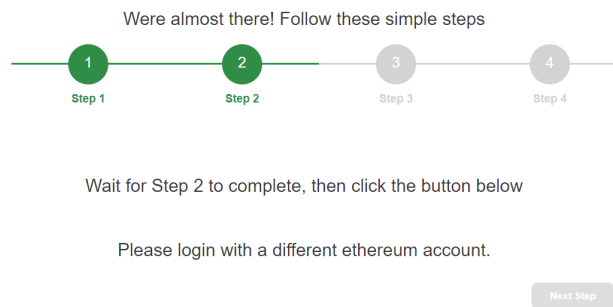 Were almost there! Follow these simple steps
1 2 3 4
Step 1 Step 2 Step 3 Step 4
Wait for Step 2 to complete, then click the button below
Please login with a different ethereum account.
Next Step